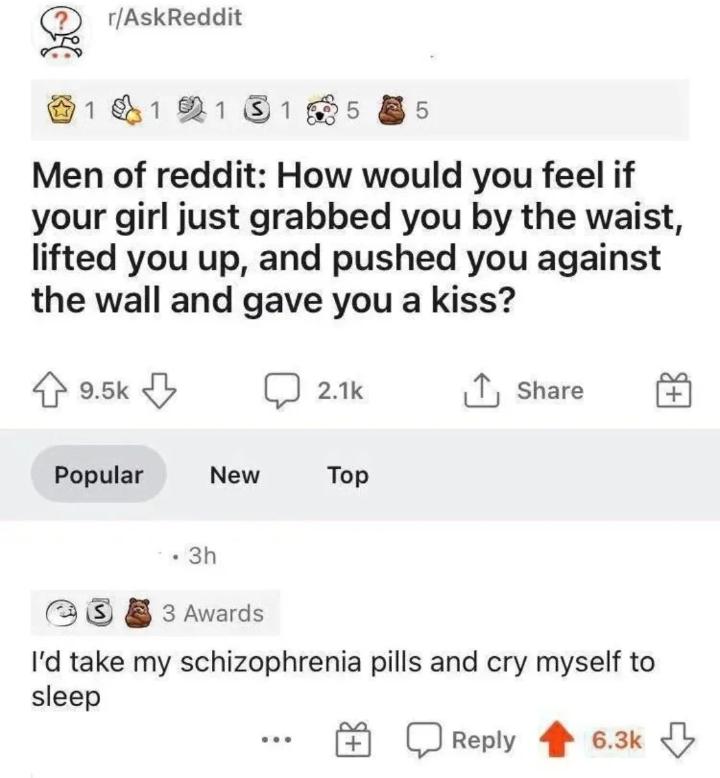 r/AskReddit
1 1 1 S 1 5 5
Men of reddit: How would you feel if
your girl just grabbed you by the waist,
lifted you up, and pushed you against
the wall and gave you a kiss?
9.5k 2.1k Share
Popular New Top
• 3h
S 3 Awards
I'd take my schizophrenia pills and cry myself to
sleep
... Reply 6.3k